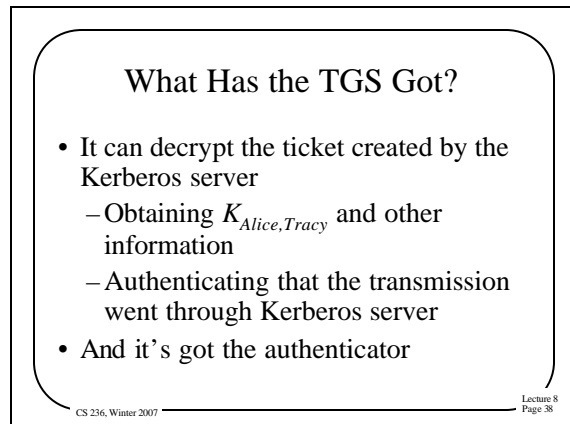 What Has the TGS Got?
• It can decrypt the ticket created by the
Kerberos server
–Obtaining K_Alice,Tracy and other
information
–Authenticating that the transmission
went through Kerberos server
• And it's got the authenticator
CS 236, Winter 2007
Lecture 8
Page 38